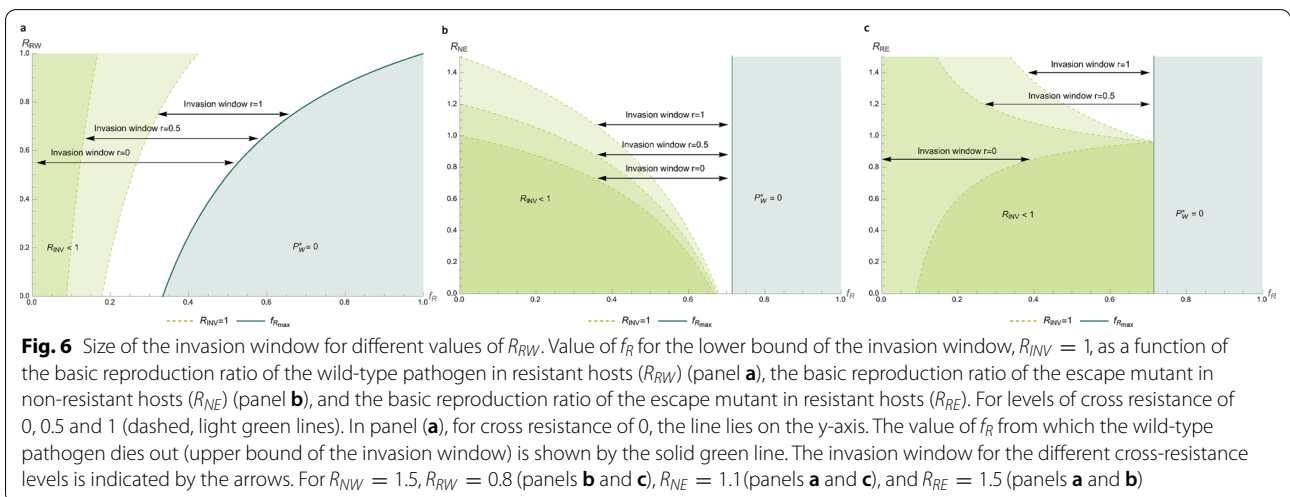 a
R_RW
1.0
0.8
0.6
0.4
0.2
0.0
0.0
0.2
0.4
0.6
0.8
1.0
f_R
Invasion window r=1
Invasion window r=0.5
Invasion window r=0
R_INV < 1
P*_W = 0
R_INV=1
f_Rmax
b
R_NE
1.4
1.2
1.0
0.8
0.6
0.4
0.2
0.0
0.0
0.2
0.4
0.6
0.8
1.0
f_R
Invasion window r=1
Invasion window r=0.5
Invasion window r=0
R_INV < 1
P*_W = 0
R_INV=1
f_Rmax
c
R_RE
1.4
1.2
1.0
0.8
0.6
0.4
0.2
0.0
0.0
0.2
0.4
0.6
0.8
1.0
f_R
Invasion window r=1
Invasion window r=0.5
Invasion window r=0
R_INV < 1
P*_W = 0
R_INV=1
f_Rmax
Fig. 6 Size of the invasion window for different values of R_RW. Value of f_R for the lower bound of the invasion window, R_INV = 1, as a function of
the basic reproduction ratio of the wild-type pathogen in resistant hosts (R_RW) (panel a), the basic reproduction ratio of the escape mutant in
non-resistant hosts (R_NE) (panel b), and the basic reproduction ratio of the escape mutant in resistant hosts (R_RE). For levels of cross resistance of
0, 0.5 and 1 (dashed, light green lines). In panel (a), for cross resistance of 0, the line lies on the y-axis. The value of f_R from which the wild-type
pathogen dies out (upper bound of the invasion window) is shown by the solid green line. The invasion window for the different cross-resistance
levels is indicated by the arrows. For R_NW = 1.5, R_RW = 0.8 (panels b and c), R_NE = 1.1(panels a and c), and R_RE = 1.5 (panels a and b)